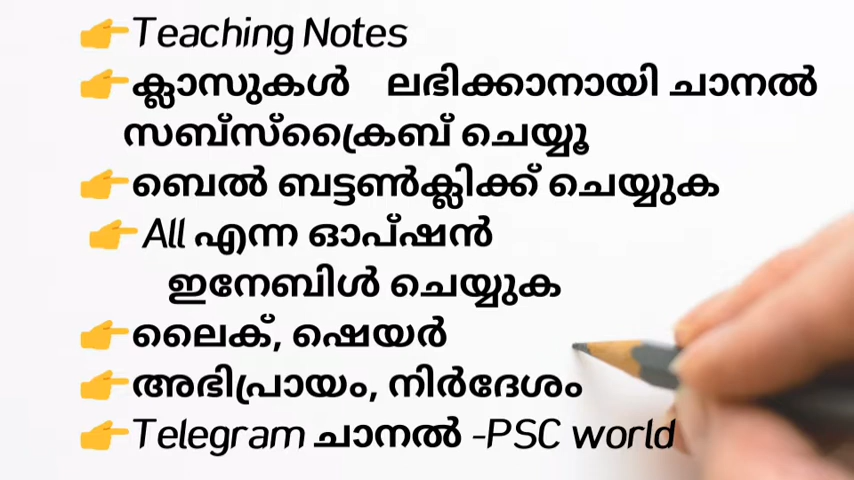 👉Teaching Notes
👉ക്ലാസുകൾ ലഭിക്കാനായി ചാനൽ
സബ്സ്ക്രൈബ് ചെയ്യൂ
👉ബെൽ ബട്ടൺക്ലിക്ക് ചെയ്യുക
👉All എന്ന ഓപ്ഷൻ
ഇനേബിൾ ചെയ്യുക
👉ലൈക്, ഷെയർ
👉അഭിപ്രായം, നിർദേശം
👉Telegram ചാനൽ -PSC world